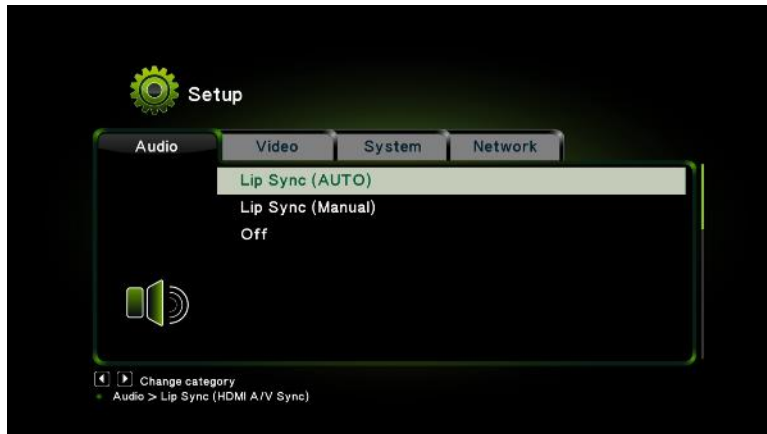 Setup
Audio Video System Network
Lip Sync (AUTO)
Lip Sync (Manual)
Off
Change category
Audio > Lip Sync (HDMI A/V Sync)